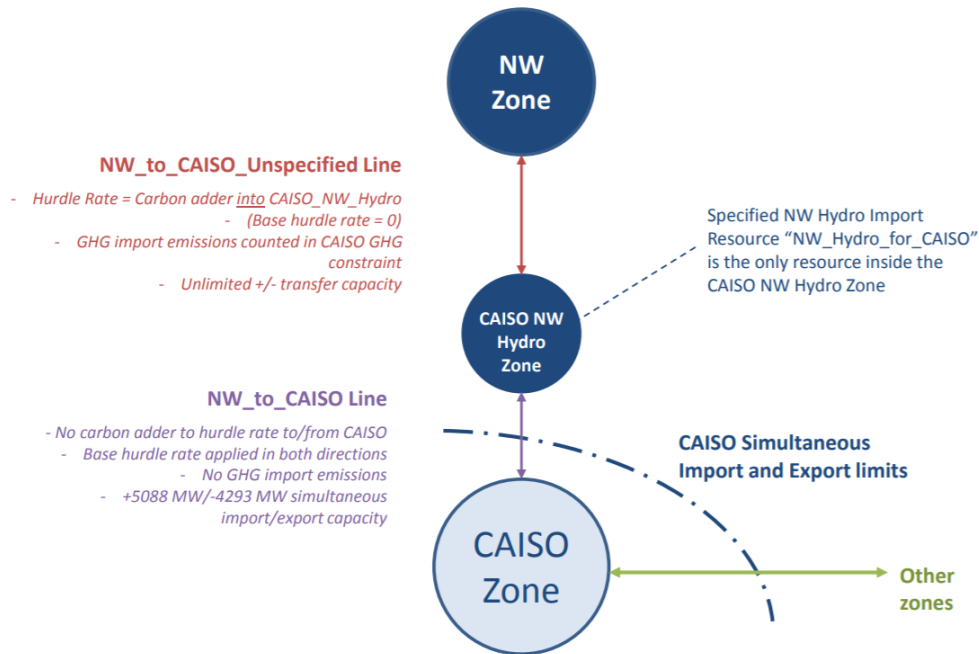 NW
Zone
NW_to_CAISO_Unspecified Line
- Hurdle Rate = Carbon adder into CAISO_NW_Hydro
- (Base hurdle rate = 0)
- GHG import emissions counted in CAISO GHG
constraint
- Unlimited +/- transfer capacity
Specified NW Hydro Import
Resource “NW_Hydro_for_CAISO”
is the only resource inside the
CAISO NW Hydro Zone
CAISO NW
Hydro
Zone
NW_to_CAISO Line
- No carbon adder to hurdle rate to/from CAISO
- Base hurdle rate applied in both directions
- No GHG import emissions
- +5088 MW/-4293 MW simultaneous
import/export capacity
CAISO Simultaneous
Import and Export limits
CAISO
Zone
Other
zones